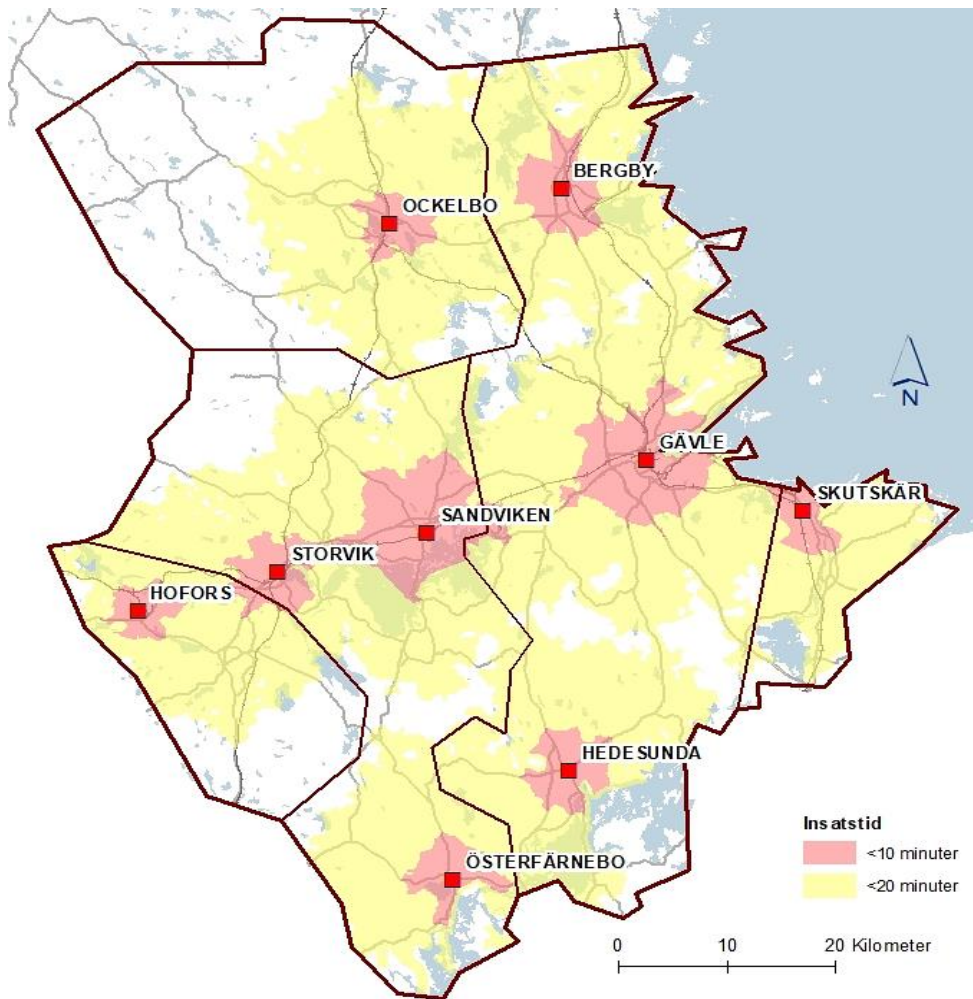 BERGBY
OCKELBO
N
GÄVLE
SKUTSKÄR
SANDVIKEN
STORVIK
HOFORS
HEDESUNDA
ÖSTERFÄRNEBO
Insatstid
<10 minuter
<20 minuter
0 10 20 Kilometer